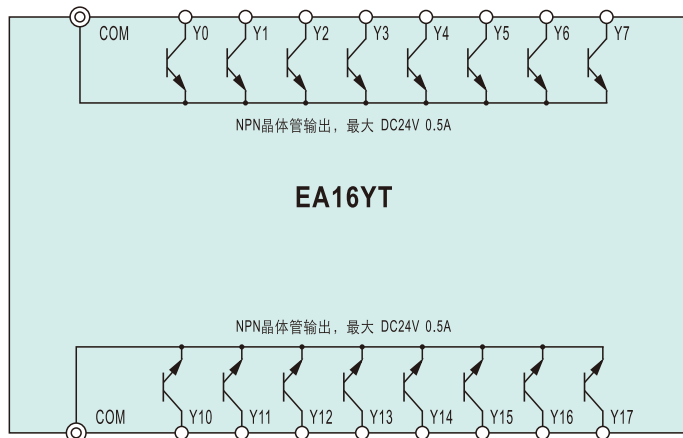 COM Y0 Y1 Y2 Y3 Y4 Y5 Y6 Y7
NPN晶体管输出，最大 DC24V 0.5A
EA16YT
NPN晶体管输出，最大 DC24V 0.5A
COM Y10 Y11 Y12 Y13 Y14 Y15 Y16 Y17